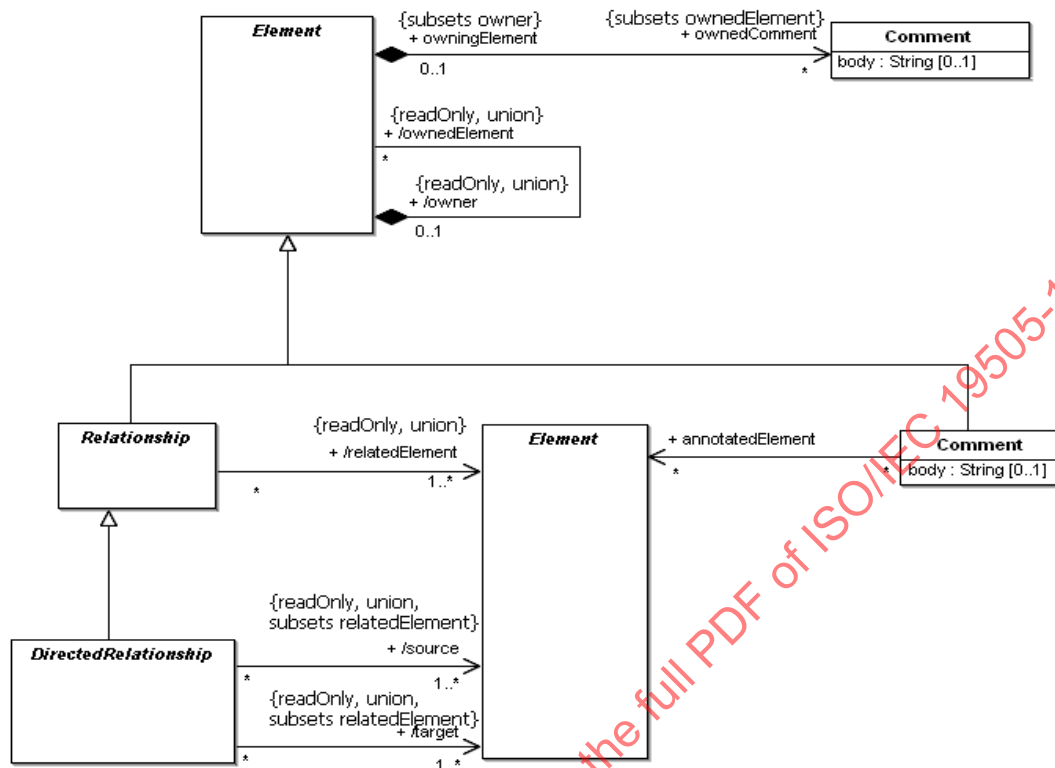 Element
{subsets owner}
+ owningElement
0..1
{subsets ownedElement}
+ ownedComment
*
Comment
body : String [0..1]
{readOnly, union}
+ /ownedElement
*
{readOnly, union}
+ /owner
0..1
Relationship
{readOnly, union}
+ /relatedElement
*
1..*
Element
+ annotatedElement
*
*
Comment
body : String [0..1]
DirectedRelationship
{readOnly, union,
subsets relatedElement}
+ /source
*
1..*
{readOnly, union,
subsets relatedElement}
+ /target
*
1..*
the full PDF of ISO/IEC 19505-1